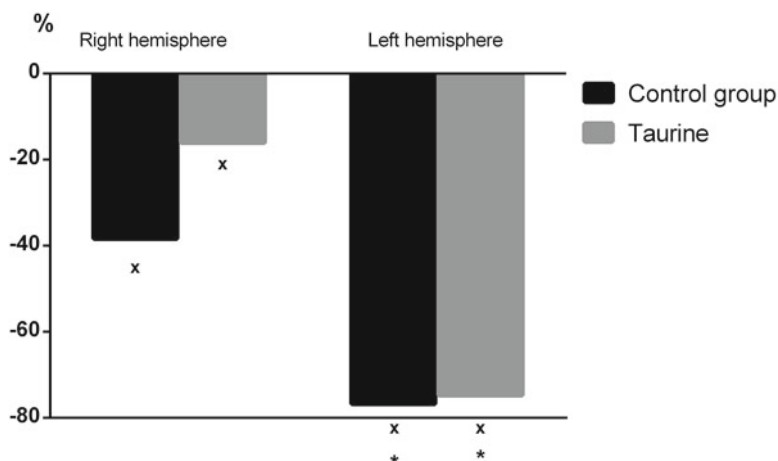 %
Right hemisphere Left hemisphere
0
-20
-40
-60
-80
Control group
Taurine
x
x
x x
* *